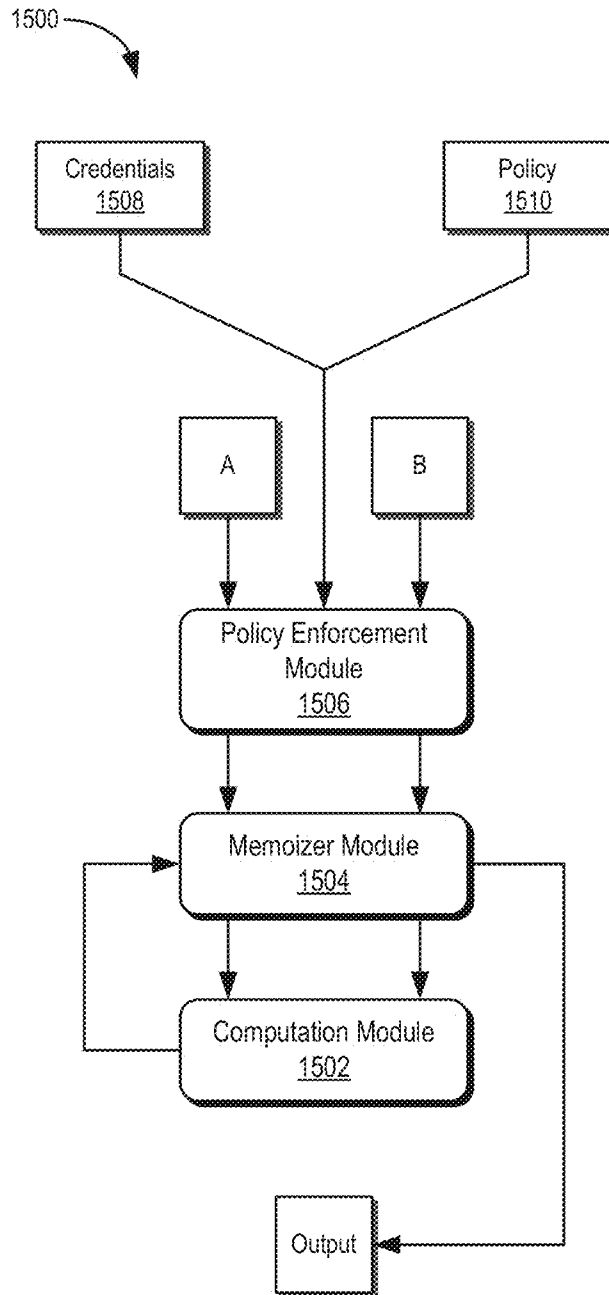 1500
Credentials
1508
Policy
1510
A
B
Policy Enforcement
Module
1506
Memoizer Module
1504
Computation Module
1502
Output